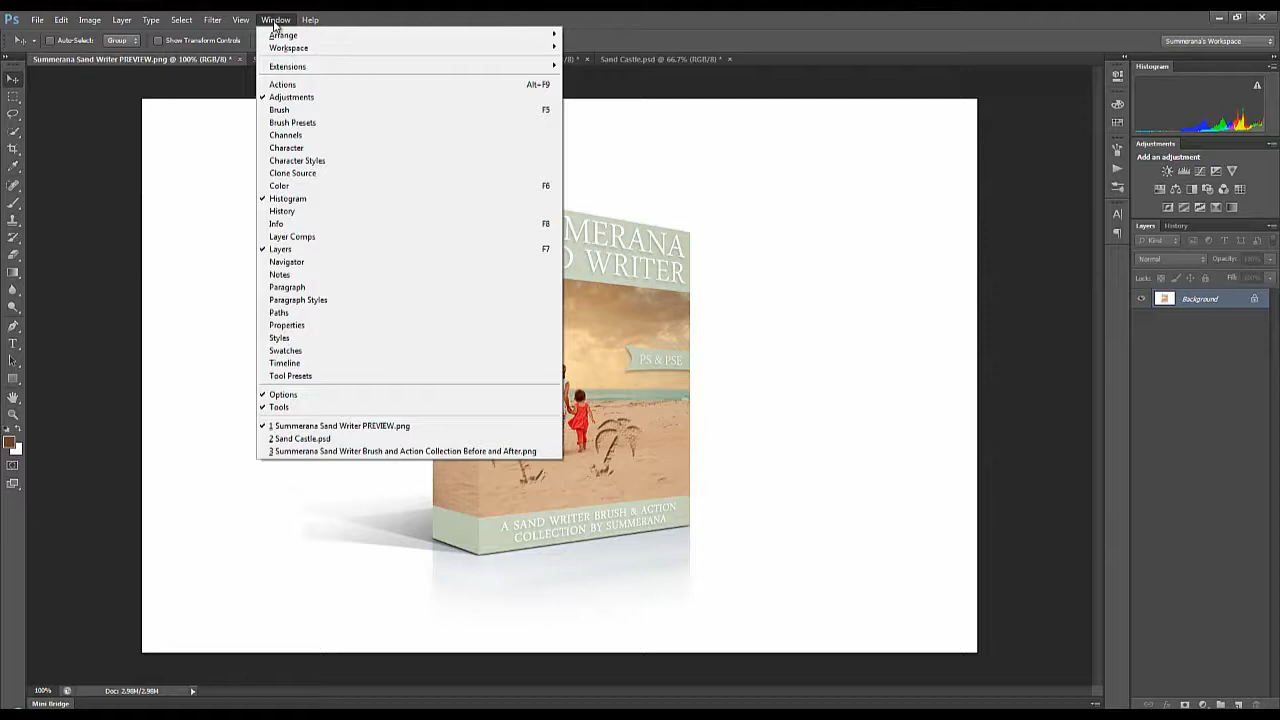 Ps File Edit Image Layer Type Select Filter View Window Help
Auto-Select: Group Show Transform Controls
Summerana's Workspace
Summerana Sand Writer PREVIEW.png @ 100% (RGB/8) * ×
/8) * ×
Sand Castle.psd @ 66.7% (RGB/8) * ×
Arrange
Workspace
Extensions
Actions Alt+F9
Adjustments
Brush F5
Brush Presets
Channels
Character
Character Styles
Clone Source
Color F6
Histogram
History
Info F8
Layer Comps
Layers F7
Navigator
Notes
Paragraph
Paragraph Styles
Paths
Properties
Styles
Swatches
Timeline
Tool Presets
Options
Tools
1 Summerana Sand Writer PREVIEW.png
2 Sand Castle.psd
3 Summerana Sand Writer Brush and Action Collection Before and After.png
MERANA
D WRITER
PS & PSE
A SAND WRITER BRUSH & ACTION
COLLECTION BY SUMMERANA
Histogram
Adjustments
Add an adjustment
Layers History
Kind
Normal Opacity: 100%
Lock: Fill: 100%
Background
100% Doc: 2.98M/2.98M
Mini Bridge